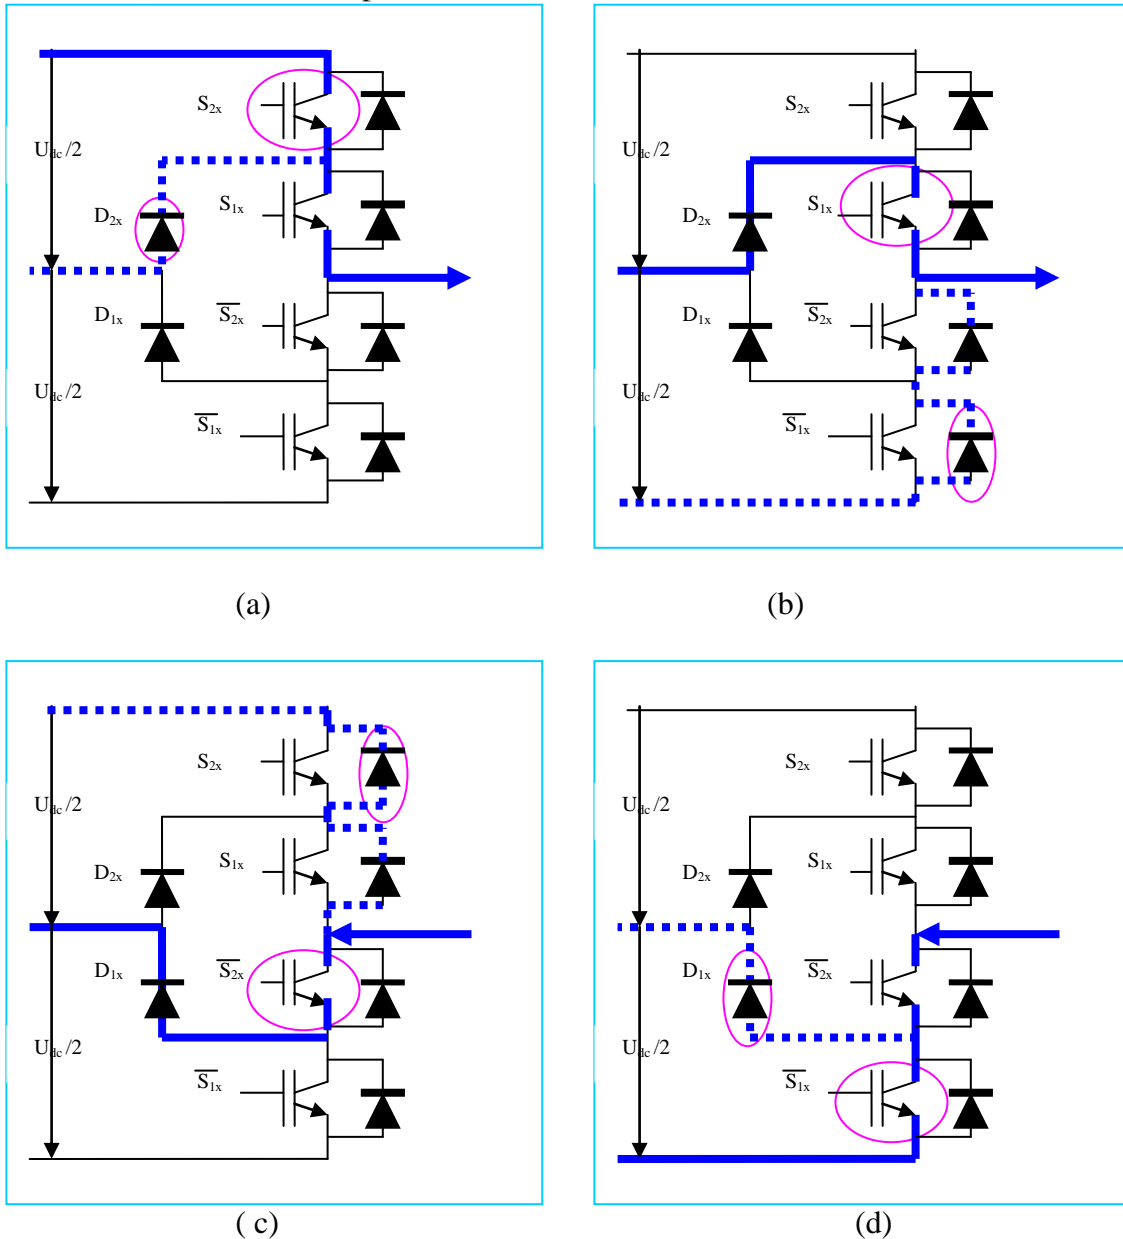 S2x S2x
Udc/2 Udc/2
S1x S1x
D2x D2x
D1x S̅2x D1x S̅2x
Udc/2 Udc/2
S̅1x S̅1x
(a) (b)
S2x S2x
Udc/2 Udc/2
S1x S1x
D2x D2x
D1x S̅2x D1x S̅2x
Udc/2 Udc/2
S̅1x S̅1x
( c) (d)